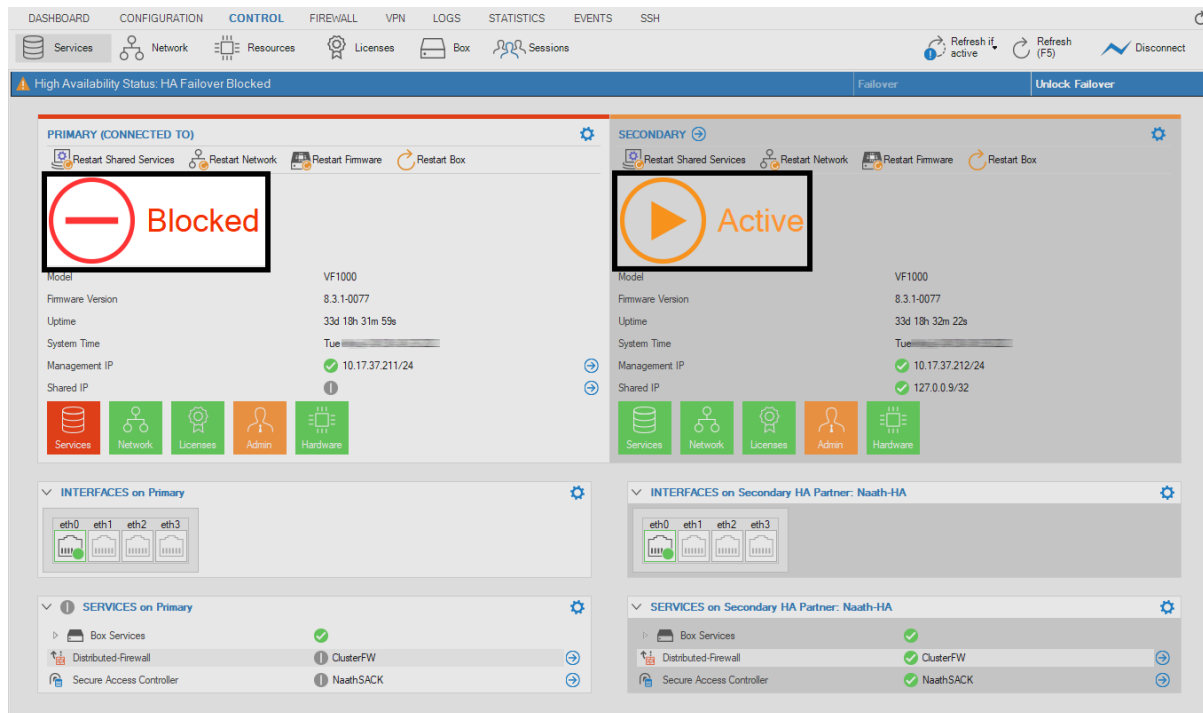 DASHBOARD CONFIGURATION CONTROL FIREWALL VPN LOGS STATISTICS EVENTS SSH
Services Network Resources Licenses Box Sessions Refresh if active Refresh (F5) Disconnect
High Availability Status: HA Failover Blocked Failover Unlock Failover
PRIMARY (CONNECTED TO)
Restart Shared Services Restart Network Restart Firmware Restart Box
Blocked
Model VF1000
Firmware Version 8.3.1-0077
Uptime 33d 18h 31m 59s
System Time Tue
Management IP 10.17.37.211/24
Shared IP
Services Network Licenses Admin Hardware
SECONDARY
Restart Shared Services Restart Network Restart Firmware Restart Box
Active
Model VF1000
Firmware Version 8.3.1-0077
Uptime 33d 18h 32m 22s
System Time Tue
Management IP 10.17.37.212/24
Shared IP 127.0.0.9/32
Services Network Licenses Admin Hardware
INTERFACES on Primary
eth0 eth1 eth2 eth3
INTERFACES on Secondary HA Partner: Naath-HA
eth0 eth1 eth2 eth3
SERVICES on Primary
Box Services
Distributed-Firewall ClusterFW
Secure Access Controller NaathSACK
SERVICES on Secondary HA Partner: Naath-HA
Box Services
Distributed-Firewall ClusterFW
Secure Access Controller NaathSACK